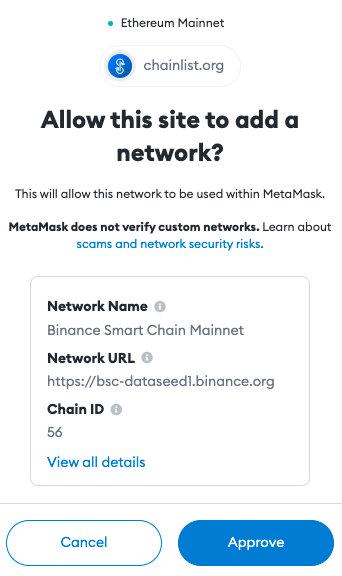 Ethereum Mainnet
chainlist.org
Allow this site to add a
network?
This will allow this network to be used within MetaMask.
MetaMask does not verify custom networks. Learn about
scams and network security risks.
Network Name
Binance Smart Chain Mainnet
Network URL
https://bsc-dataseed1.binance.org
Chain ID
56
View all details
Cancel
Approve